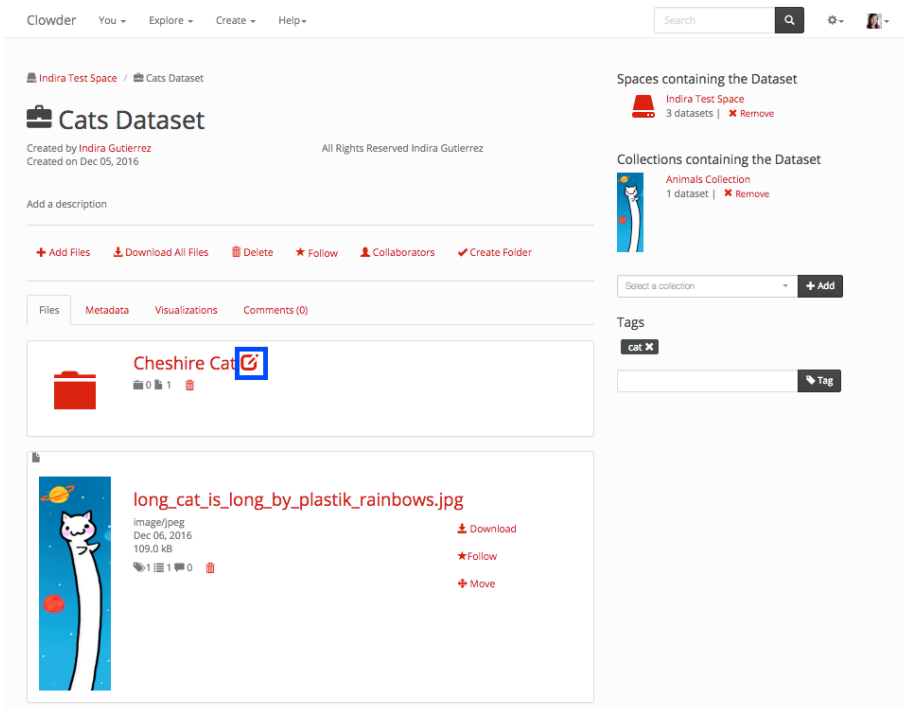 Clowder You Explore Create Help Search
Indira Test Space / Cats Dataset
Cats Dataset
Created by Indira Gutierrez
Created on Dec 05, 2016
All Rights Reserved Indira Gutierrez
Add a description
Add Files Download All Files Delete Follow Collaborators Create Folder
Files Metadata Visualizations Comments (0)
Cheshire Cat
0 1
long_cat_is_long_by_plastik_rainbows.jpg
image/jpeg
Dec 06, 2016
109.0 kB
1 1 0
Download
Follow
Move
Spaces containing the Dataset
Indira Test Space
3 datasets | Remove
Collections containing the Dataset
Animals Collection
1 dataset | Remove
Select a collection Add
Tags
cat
Tag